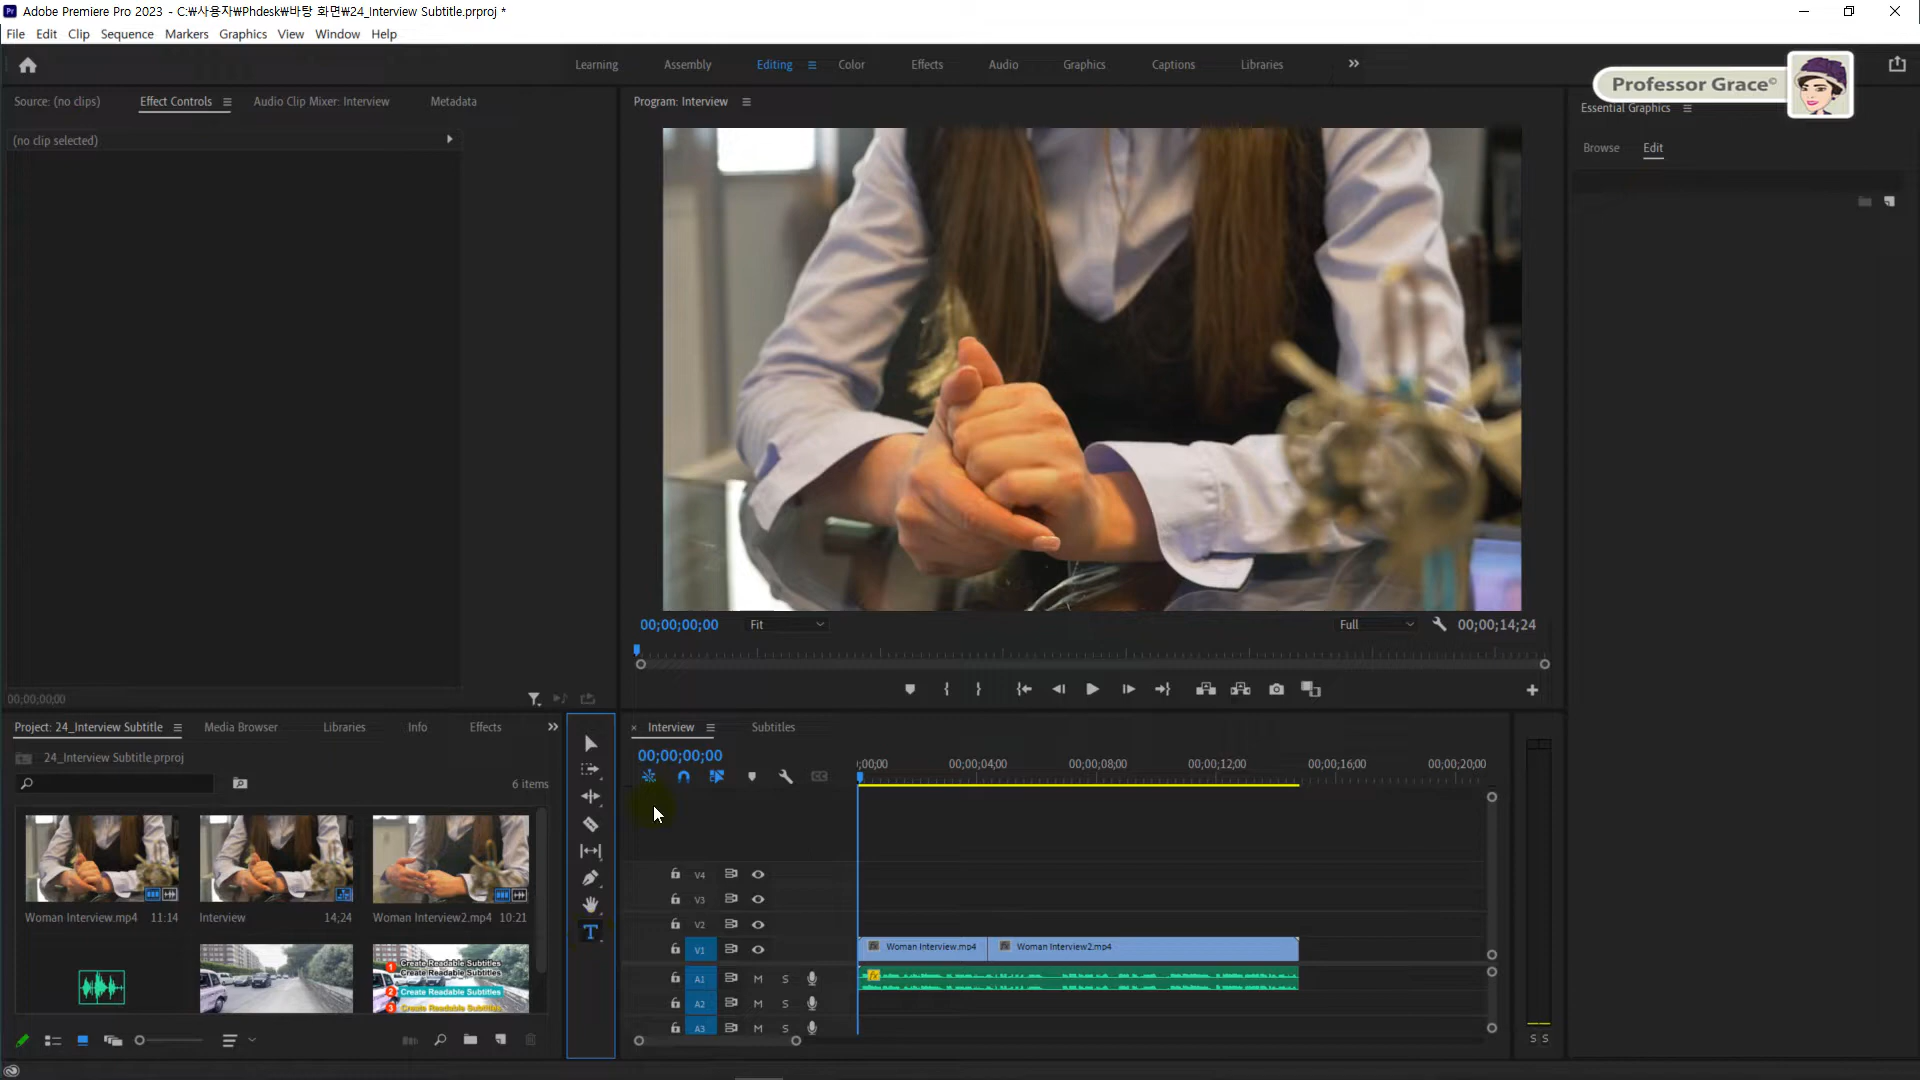 Adobe Premiere Pro 2023 - C:₩사용자₩Phdesk₩바탕 화면₩24_Interview Subtitle.prproj *
File Edit Clip Sequence Markers Graphics View Window Help
Learning Assembly Editing Color Effects Audio Graphics Captions Libraries
Professor Grace©
Source: (no clips) Effect Controls Audio Clip Mixer: Interview Metadata
Program: Interview
Essential Graphics
(no clip selected)
Browse Edit
00;00;00;00 Fit Full 00;00;14;24
00;00;00;00
Project: 24_Interview Subtitle Media Browser Libraries Info Effects
Interview Subtitles
24_Interview Subtitle.prproj
6 items
00;00;00;00
;00;00 00;00;04;00 00;00;08;00 00;00;12;00 00;00;16;00 00;00;20;00
Woman Interview.mp4 11:14 Interview 14;24 Woman Interview2.mp4 10:21
V4
V3
V2
V1 Woman Interview.mp4 Woman Interview2.mp4
A1 M S
A2 M S
A3 M S
Create Readable Subtitles
1 Create Readable Subtitles
2 Create Readable Subtitles
3 Create Readable Subtitles
S S